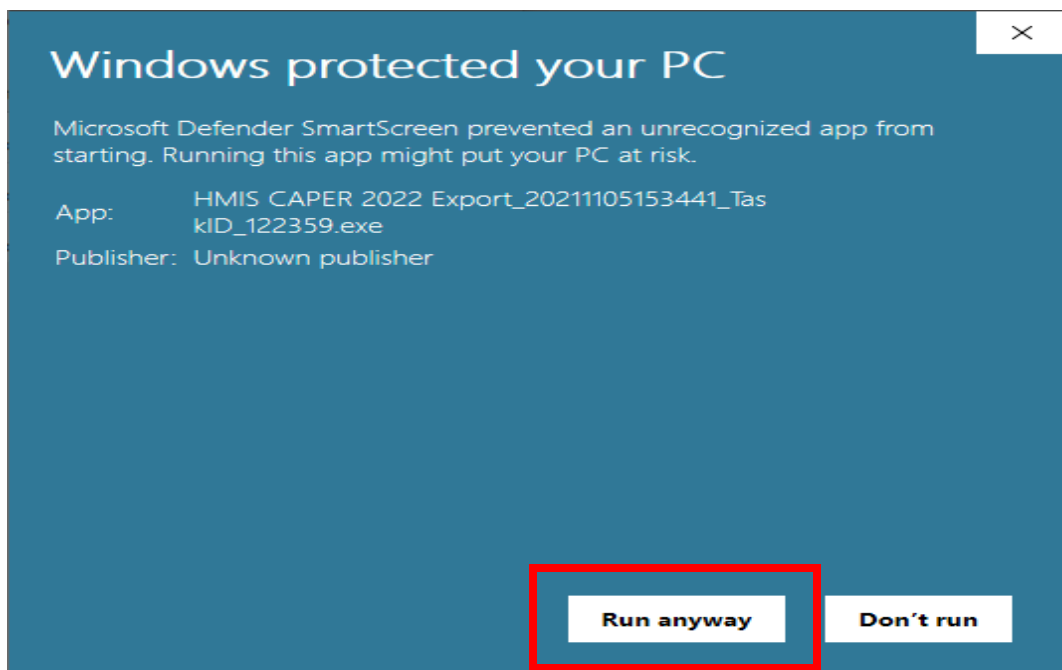 Windows protected your PC
Microsoft Defender SmartScreen prevented an unrecognized app from
starting. Running this app might put your PC at risk.
App: HMIS CAPER 2022 Export_20211105153441_Tas
kID_122359.exe
Publisher: Unknown publisher
Run anyway Don't run